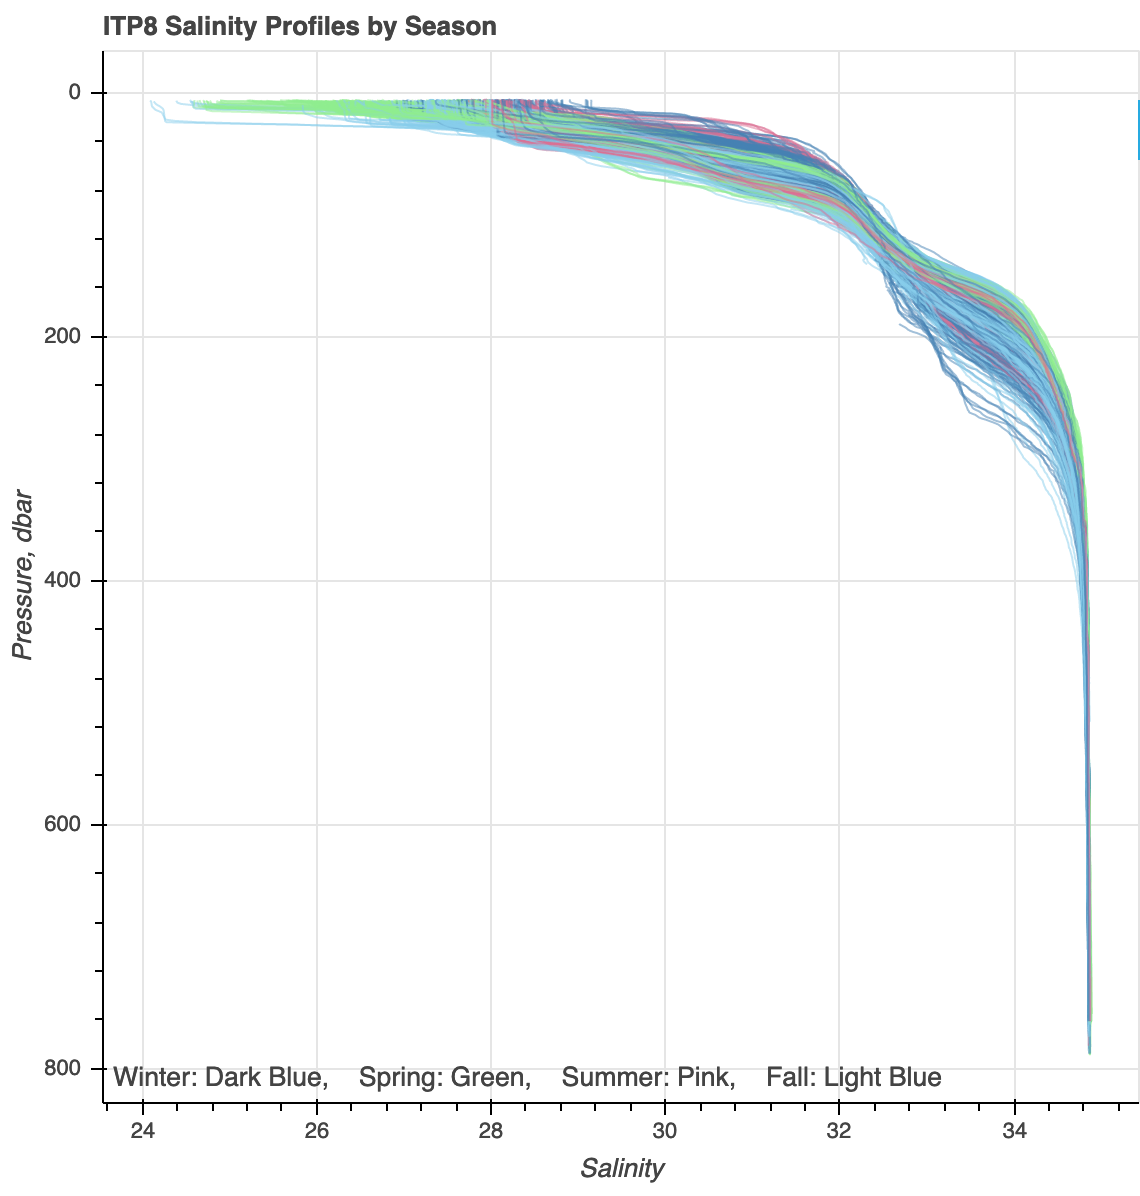 ITP8 Salinity Profiles by Season
0
200
400
600
800
Pressure, dbar
Winter: Dark Blue, Spring: Green, Summer: Pink, Fall: Light Blue
24 26 28 30 32 34
Salinity